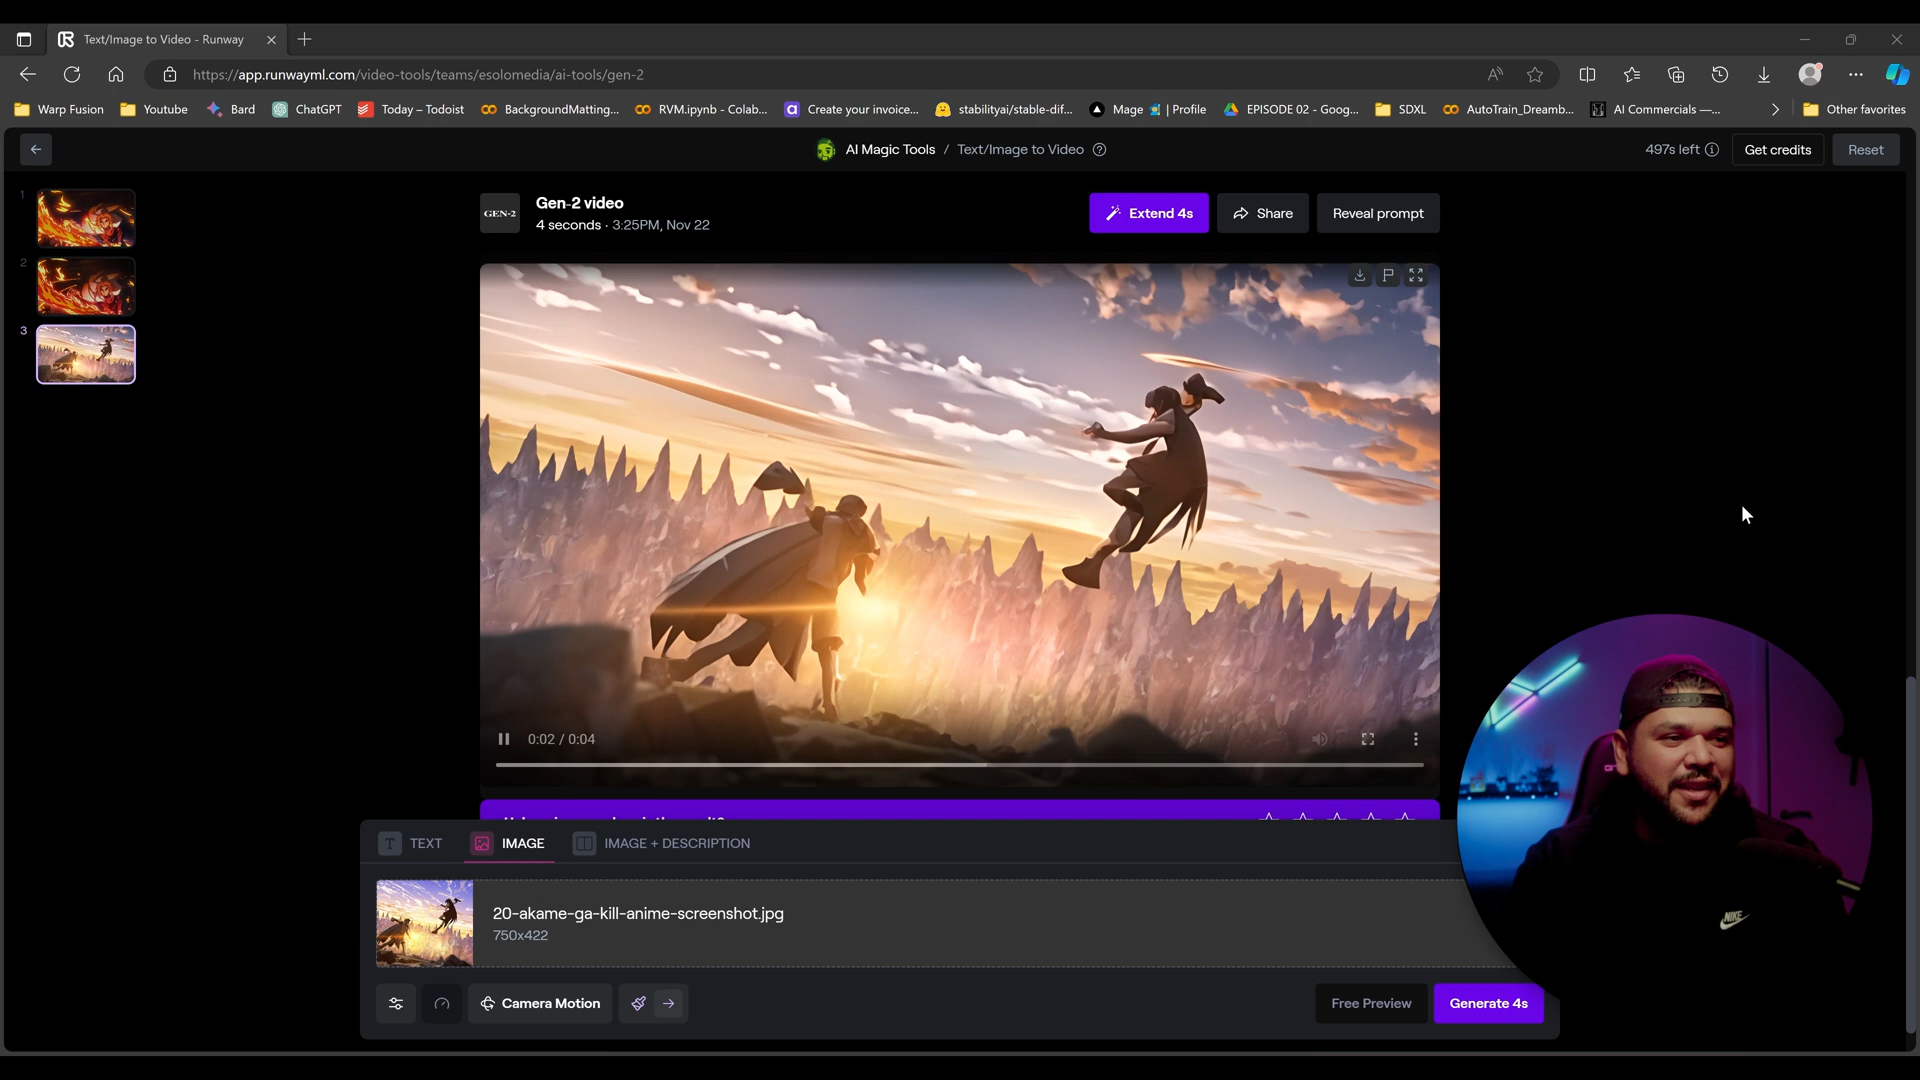 Text/Image to Video - Runway
https://app.runwayml.com/video-tools/teams/esolomedia/ai-tools/gen-2
Warp Fusion
Youtube
Bard
ChatGPT
Today – Todoist
BackgroundMatting...
RVM.ipynb - Colab...
Create your invoice...
stabilityai/stable-dif...
Mage | Profile
EPISODE 02 - Goog...
SDXL
AutoTrain_Dreamb...
AI Commercials —...
Other favorites
AI Magic Tools / Text/Image to Video
497s left
Get credits
Reset
1
2
3
GEN-2
Gen-2 video
4 seconds · 3:25PM, Nov 22
Extend 4s
Share
Reveal prompt
0:02 / 0:04
T TEXT
IMAGE
IMAGE + DESCRIPTION
20-akame-ga-kill-anime-screenshot.jpg
750x422
Camera Motion
Free Preview
Generate 4s
NIKE